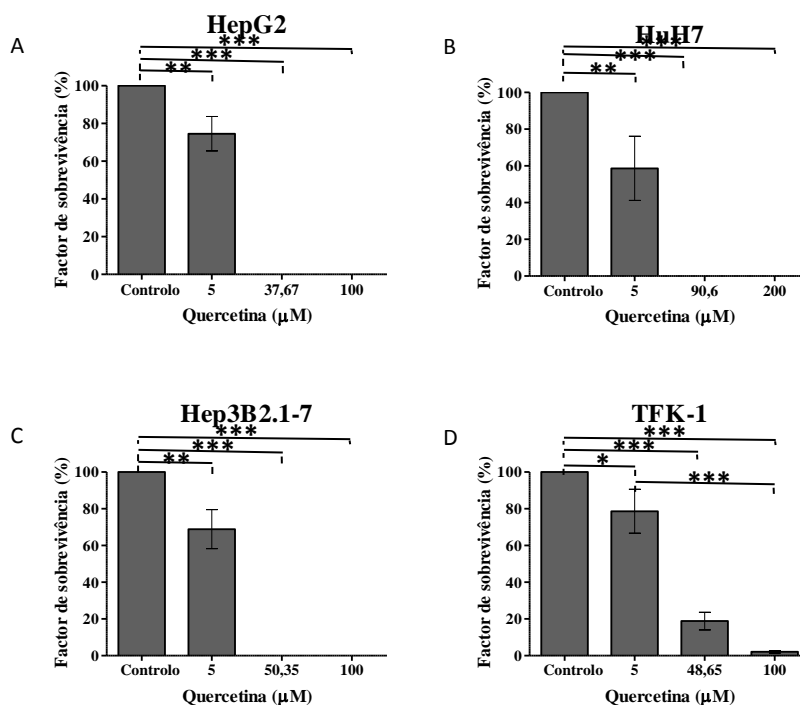 A
HepG2
***
***
**
Factor de sobrevivência (%)
100
80
60
40
20
0
Controlo 5 37,67 100
Quercetina (µM)
B
HuH7
***
***
**
Factor de sobrevivência (%)
100
80
60
40
20
0
Controlo 5 90,6 200
Quercetina (µM)
C
Hep3B2.1-7
***
***
**
Factor de sobrevivência (%)
100
80
60
40
20
0
Controlo 5 50,35 100
Quercetina (µM)
D
TFK-1
***
***
*
***
Factor de sobrevivência (%)
100
80
60
40
20
0
Controlo 5 48,65 100
Quercetina (µM)